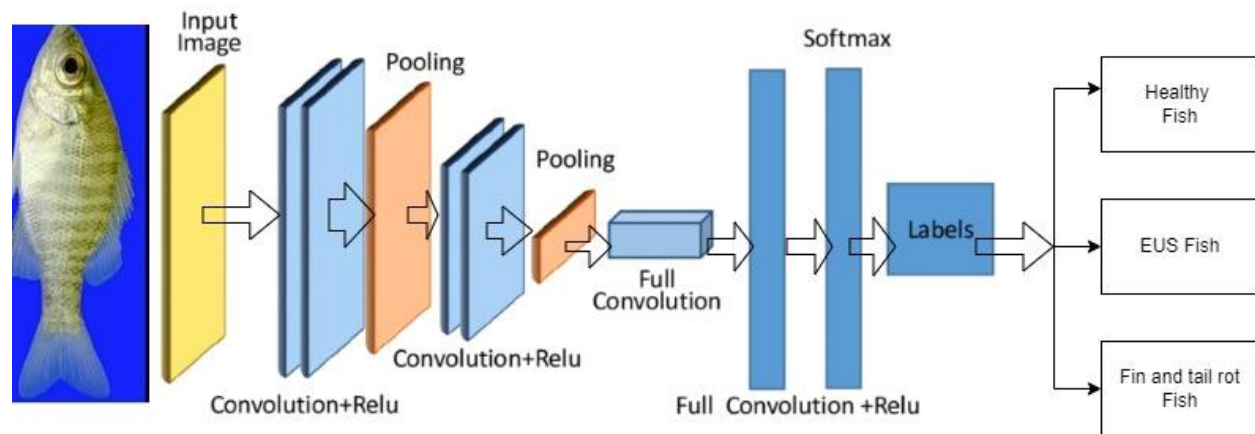 Input
Image
Pooling
Softmax
Pooling
Full
Convolution
Convolution+Relu
Convolution+Relu
Full Convolution +Relu
Labels
Healthy
Fish
EUS Fish
Fin and tail rot
Fish